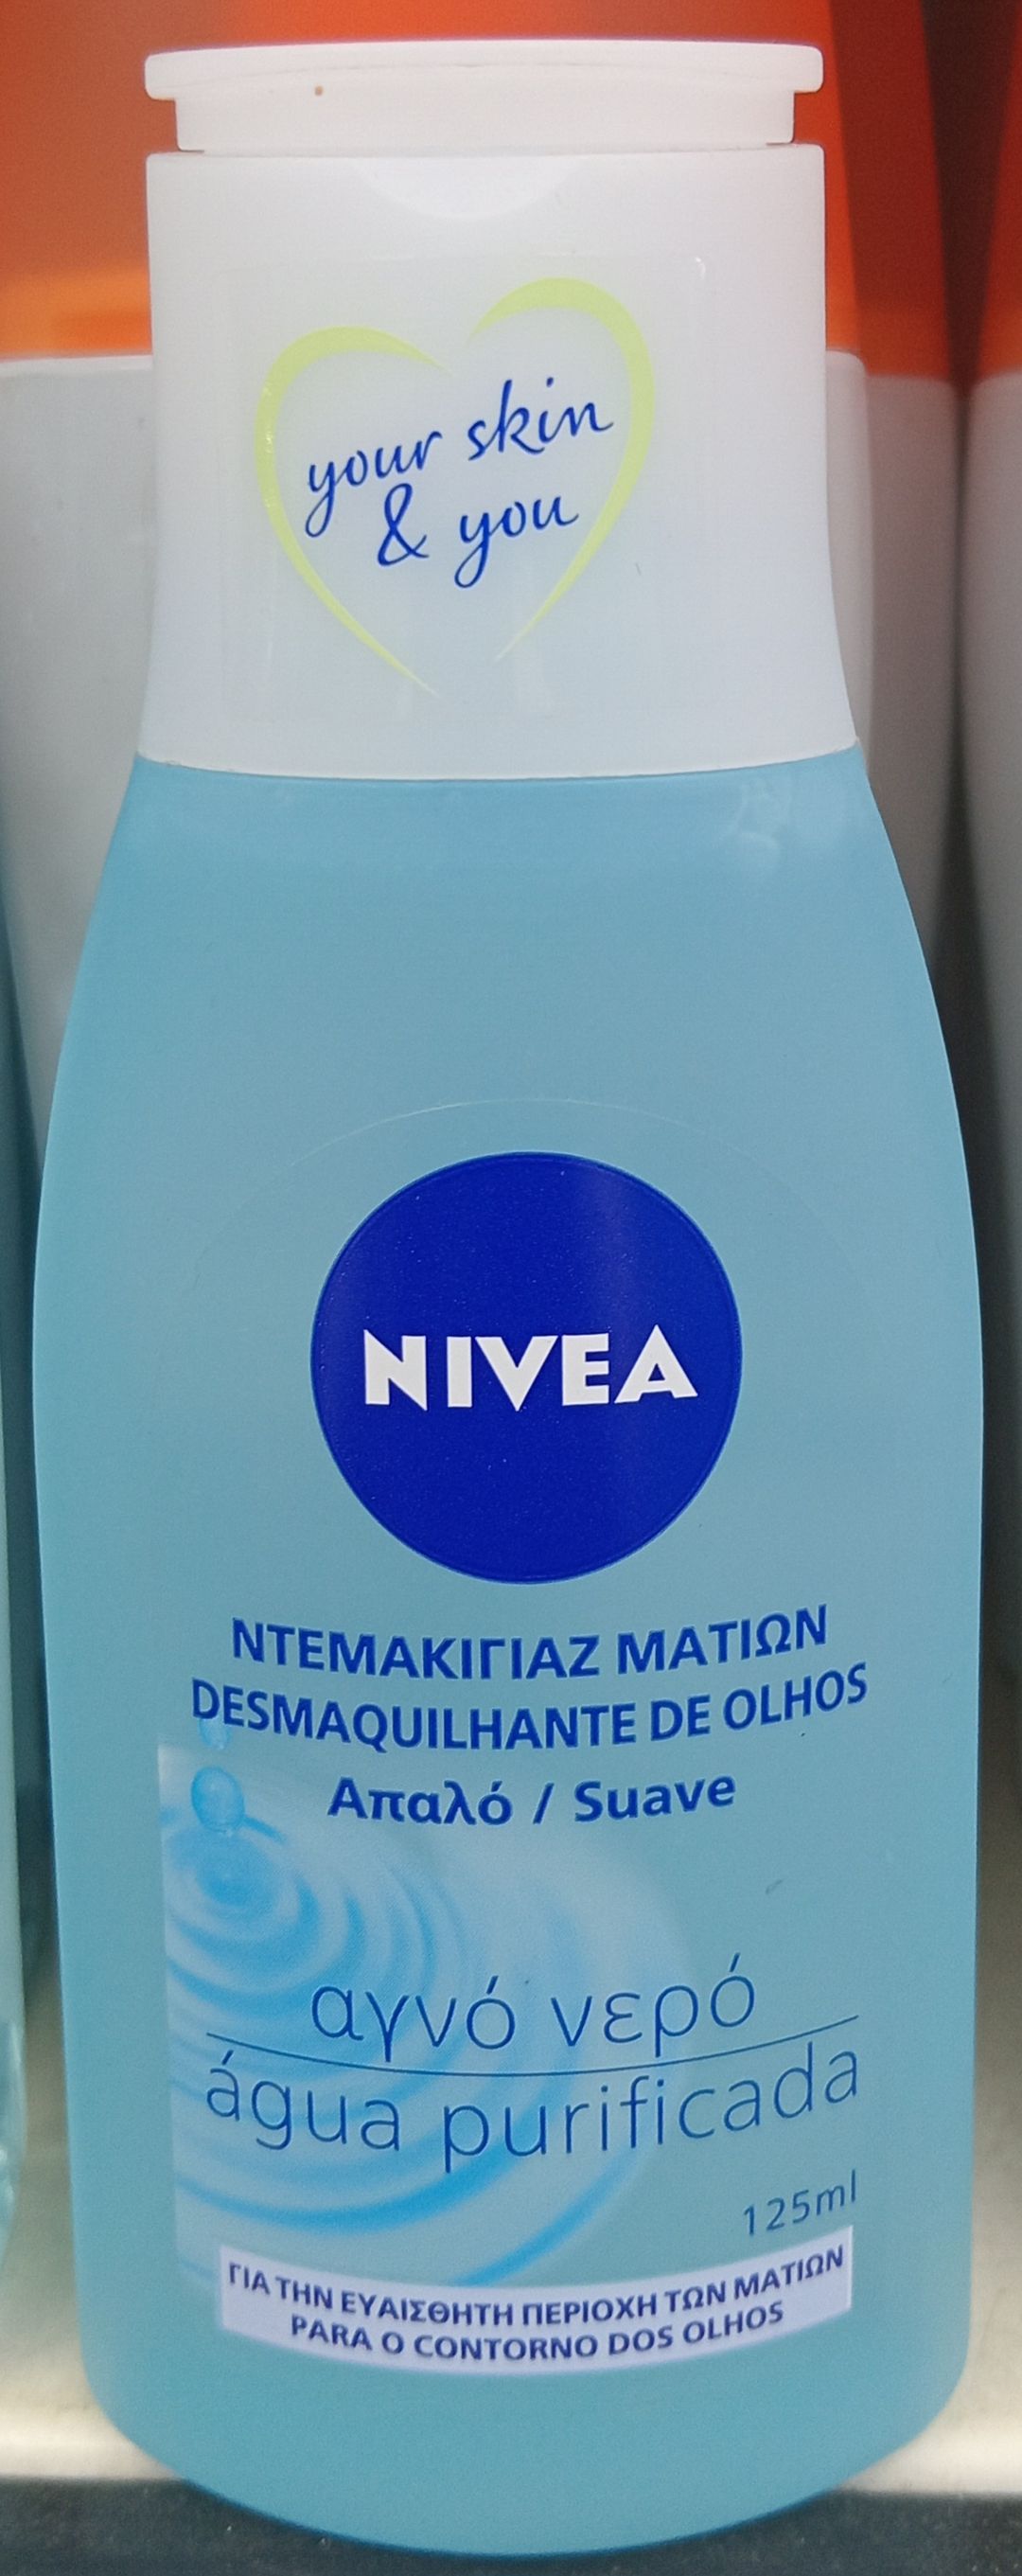 your skin
& you
NIVEA
ΝΤΕΜΑΚΙΓΙΑΖ ΜΑΤΙΩΝ
DESMAQUILHANTE DE OLHOS
Απαλό / Suave
αγνό νερό
água purificada
125ml
ΓΙΑ ΤΗΝ ΕΥΑΙΣΘΗΤΗ ΠΕΡΙΟΧΗ ΤΩΝ ΜΑΤΙΩΝ
PARA O CONTORNO DOS OLHOS